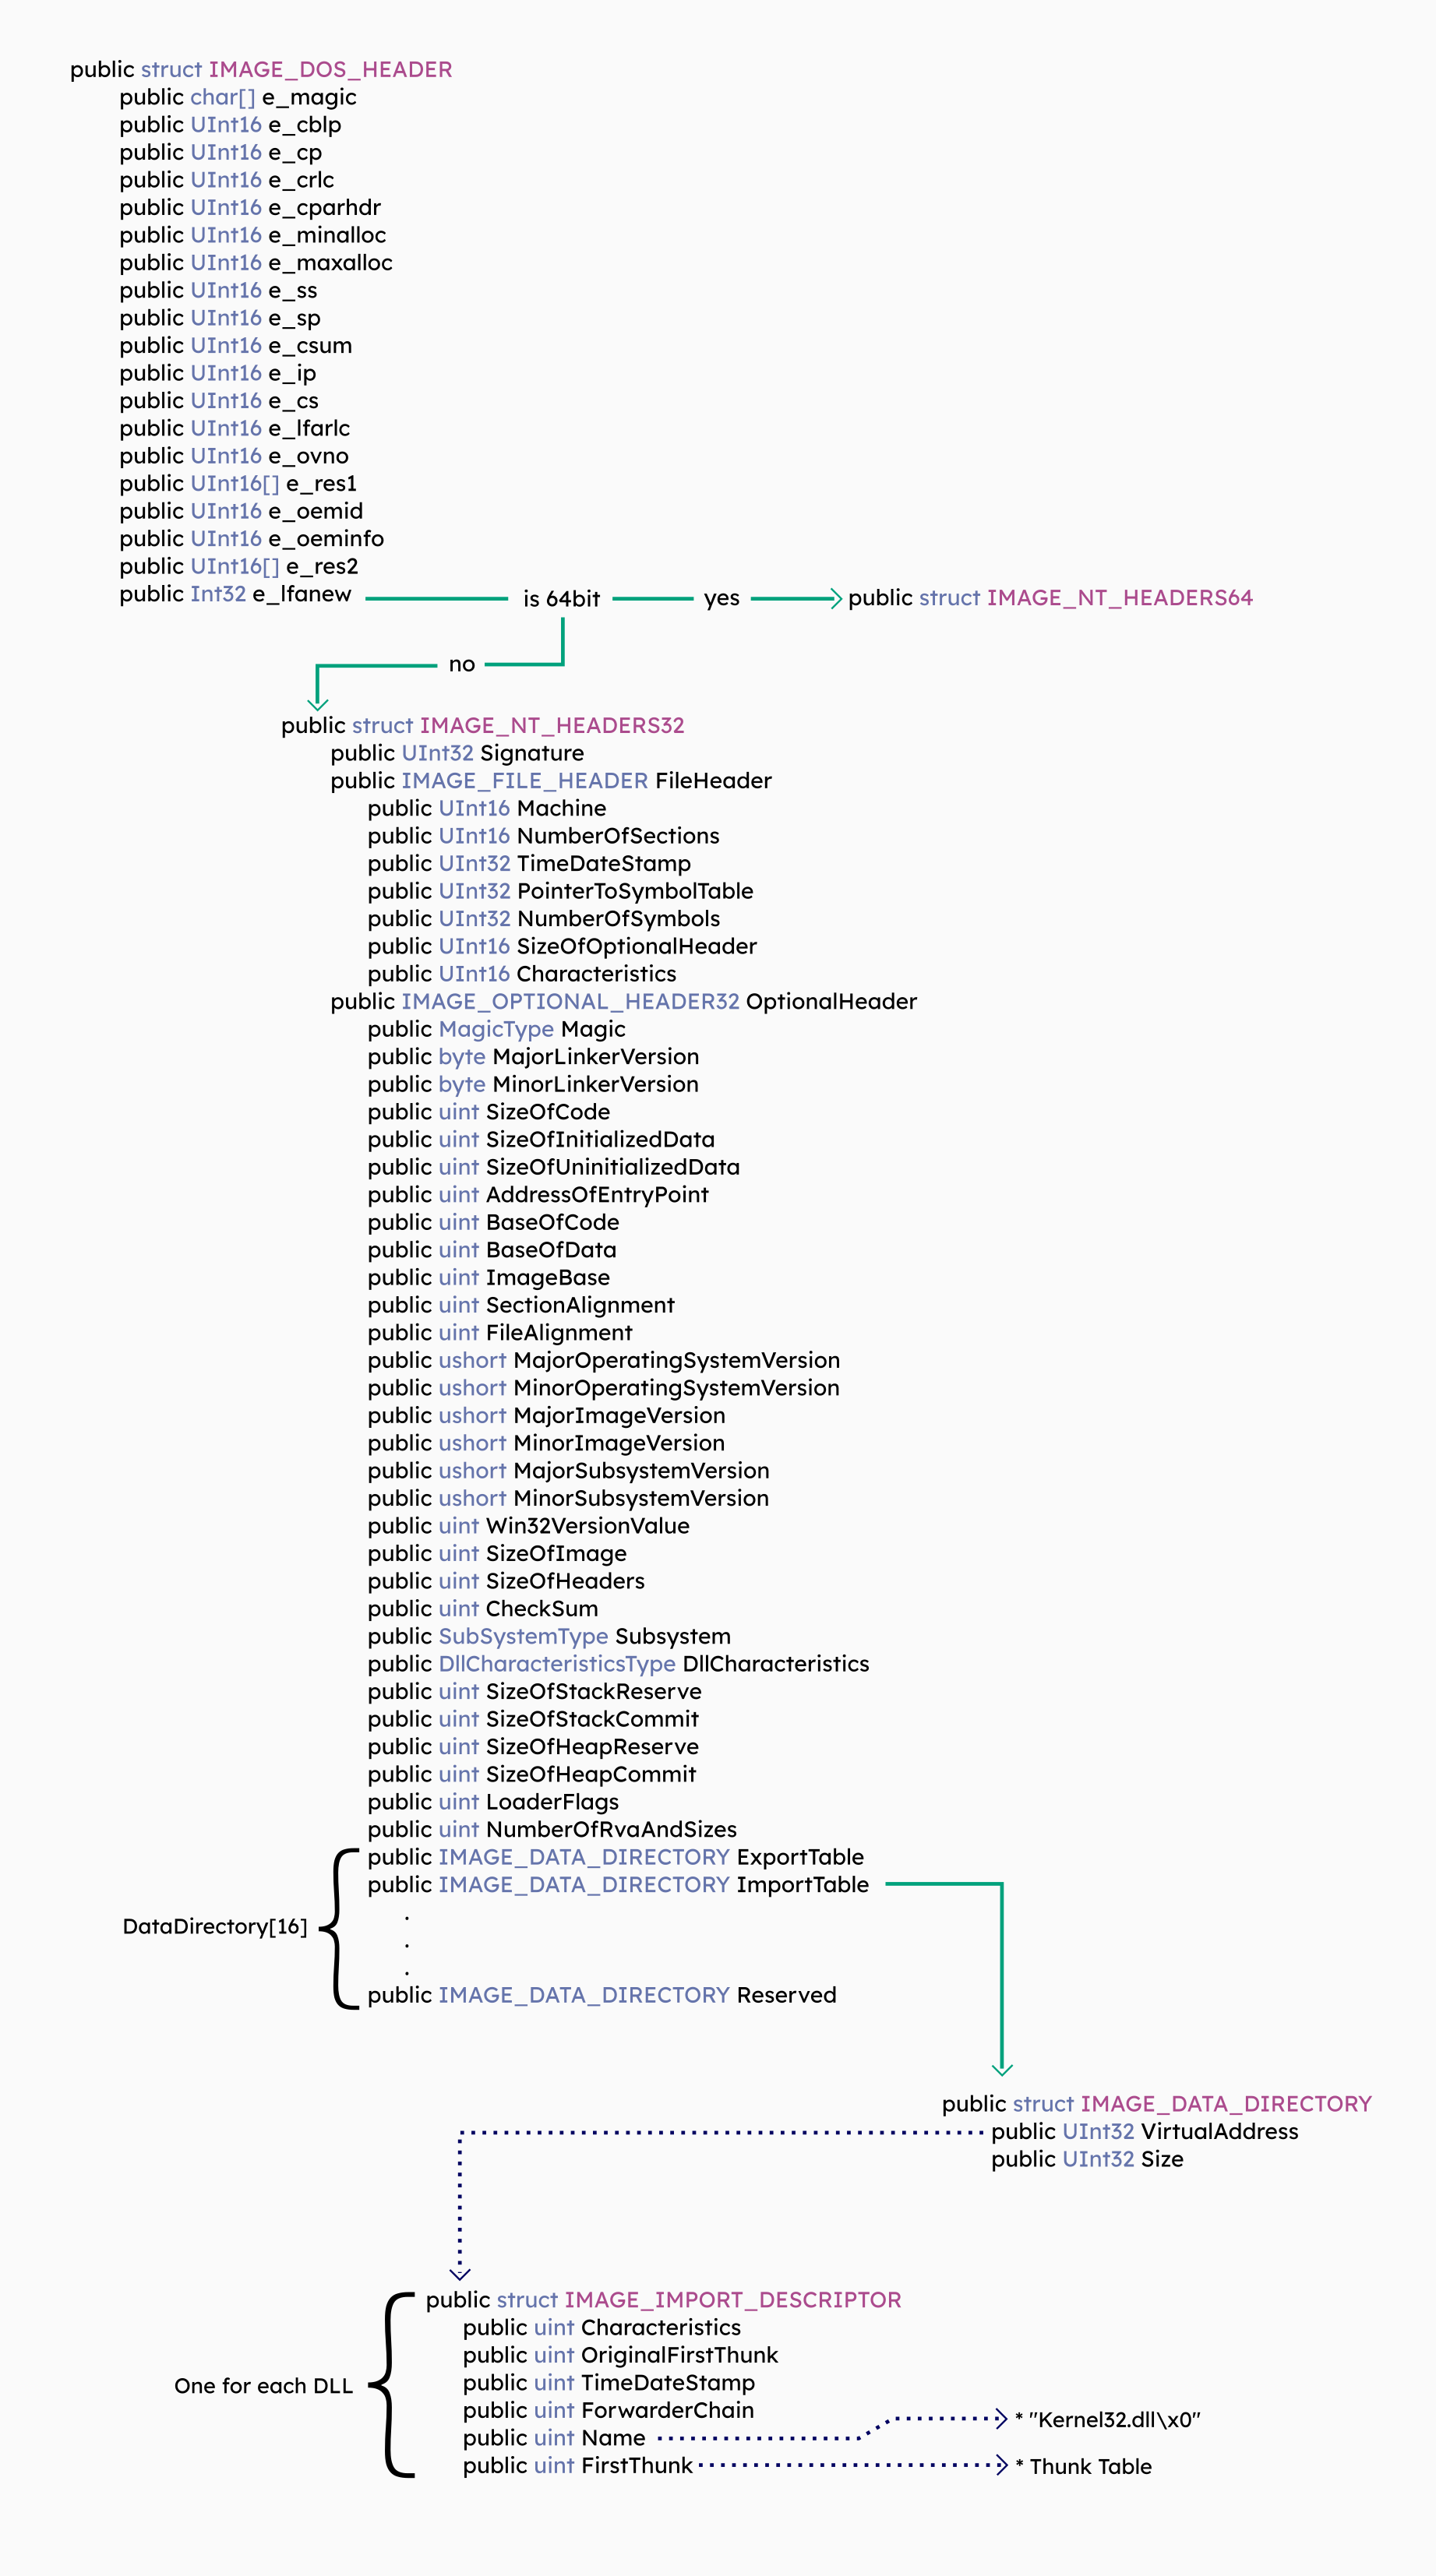 public struct IMAGE_DOS_HEADER
public char[] e_magic
public UInt16 e_cblp
public UInt16 e_cp
public UInt16 e_crlc
public UInt16 e_cparhdr
public UInt16 e_minalloc
public UInt16 e_maxalloc
public UInt16 e_ss
public UInt16 e_sp
public UInt16 e_csum
public UInt16 e_ip
public UInt16 e_cs
public UInt16 e_lfarlc
public UInt16 e_ovno
public UInt16[] e_res1
public UInt16 e_oemid
public UInt16 e_oeminfo
public UInt16[] e_res2
public Int32 e_lfanew
is 64bit
yes
public struct IMAGE_NT_HEADERS64
no
public struct IMAGE_NT_HEADERS32
public UInt32 Signature
public IMAGE_FILE_HEADER FileHeader
public UInt16 Machine
public UInt16 NumberOfSections
public UInt32 TimeDateStamp
public UInt32 PointerToSymbolTable
public UInt32 NumberOfSymbols
public UInt16 SizeOfOptionalHeader
public UInt16 Characteristics
public IMAGE_OPTIONAL_HEADER32 OptionalHeader
public MagicType Magic
public byte MajorLinkerVersion
public byte MinorLinkerVersion
public uint SizeOfCode
public uint SizeOfInitializedData
public uint SizeOfUninitializedData
public uint AddressOfEntryPoint
public uint BaseOfCode
public uint BaseOfData
public uint ImageBase
public uint SectionAlignment
public uint FileAlignment
public ushort MajorOperatingSystemVersion
public ushort MinorOperatingSystemVersion
public ushort MajorImageVersion
public ushort MinorImageVersion
public ushort MajorSubsystemVersion
public ushort MinorSubsystemVersion
public uint Win32VersionValue
public uint SizeOfImage
public uint SizeOfHeaders
public uint CheckSum
public SubSystemType Subsystem
public DllCharacteristicsType DllCharacteristics
public uint SizeOfStackReserve
public uint SizeOfStackCommit
public uint SizeOfHeapReserve
public uint SizeOfHeapCommit
public uint LoaderFlags
public uint NumberOfRvaAndSizes
public IMAGE_DATA_DIRECTORY ExportTable
public IMAGE_DATA_DIRECTORY ImportTable
.
DataDirectory[16]
.
.
public IMAGE_DATA_DIRECTORY Reserved
public struct IMAGE_DATA_DIRECTORY
public UInt32 VirtualAddress
public UInt32 Size
public struct IMAGE_IMPORT_DESCRIPTOR
public uint Characteristics
public uint OriginalFirstThunk
One for each DLL
public uint TimeDateStamp
public uint ForwarderChain
public uint Name
* "Kernel32.dll\x0"
public uint FirstThunk
* Thunk Table